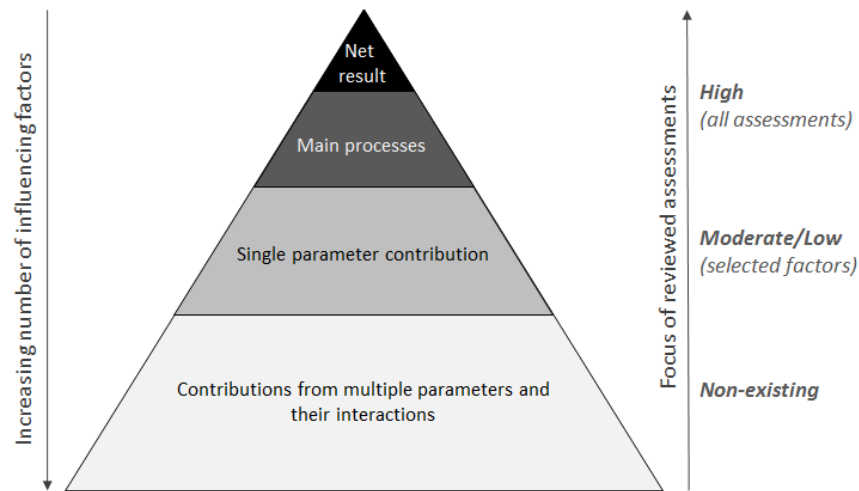 Increasing number of influencing factors
Net
result
Main processes
Single parameter contribution
Contributions from multiple parameters and
their interactions
Focus of reviewed assessments
High
(all assessments)
Moderate/Low
(selected factors)
Non-existing